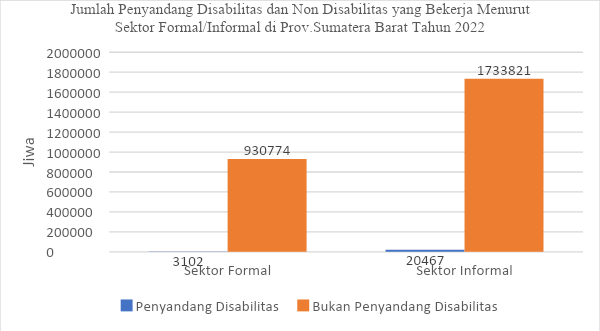 Jumlah Penyandang Disabilitas dan Non Disabilitas yang Bekerja Menurut
Sektor Formal/Informal di Prov.Sumatera Barat Tahun 2022
Jiwa
2000000
1800000
1600000
1400000
1200000
1000000
800000
600000
400000
200000
0
3102
930774
20467
1733821
Sektor Formal
Sektor Informal
Penyandang Disabilitas
Bukan Penyandang Disabilitas